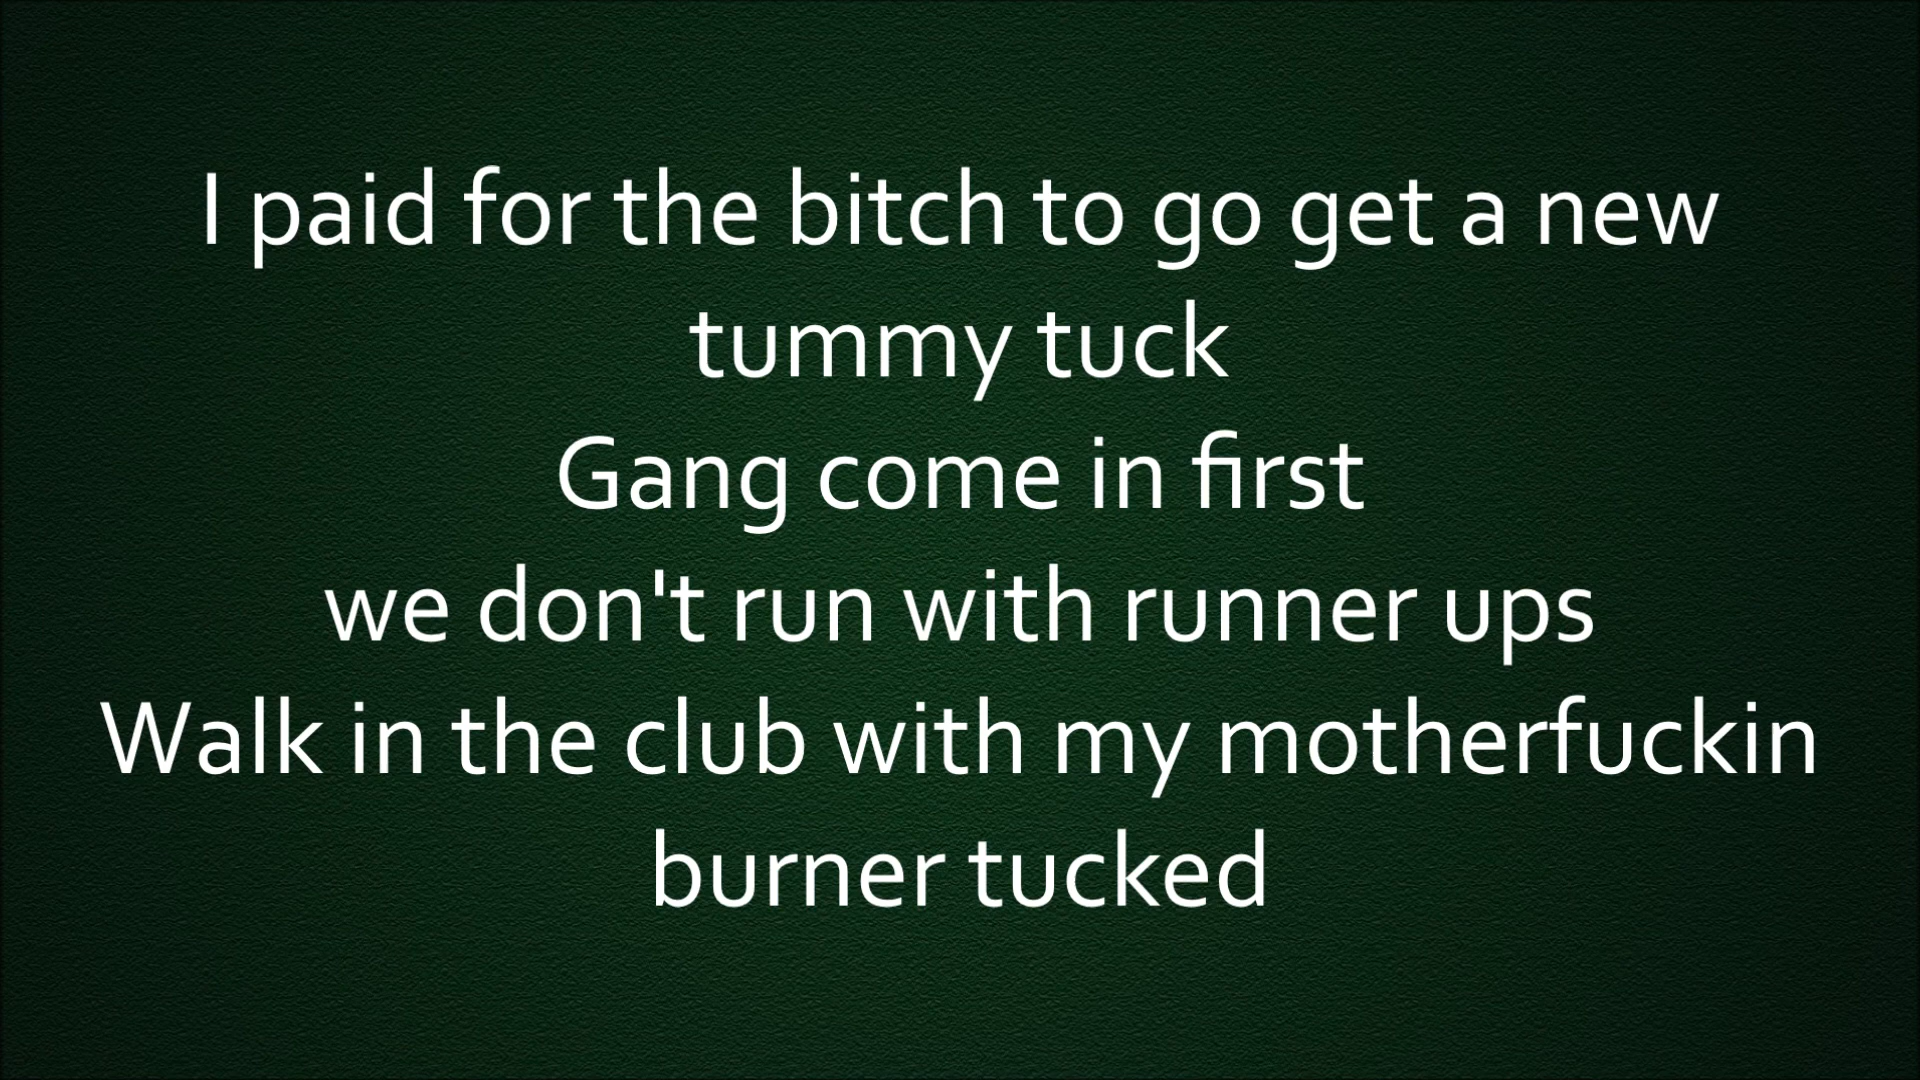 I paid for the bitch to go get a new
tummy tuck
Gang come in first
we don't run with runner ups
Walk in the club with my motherfuckin
burner tucked